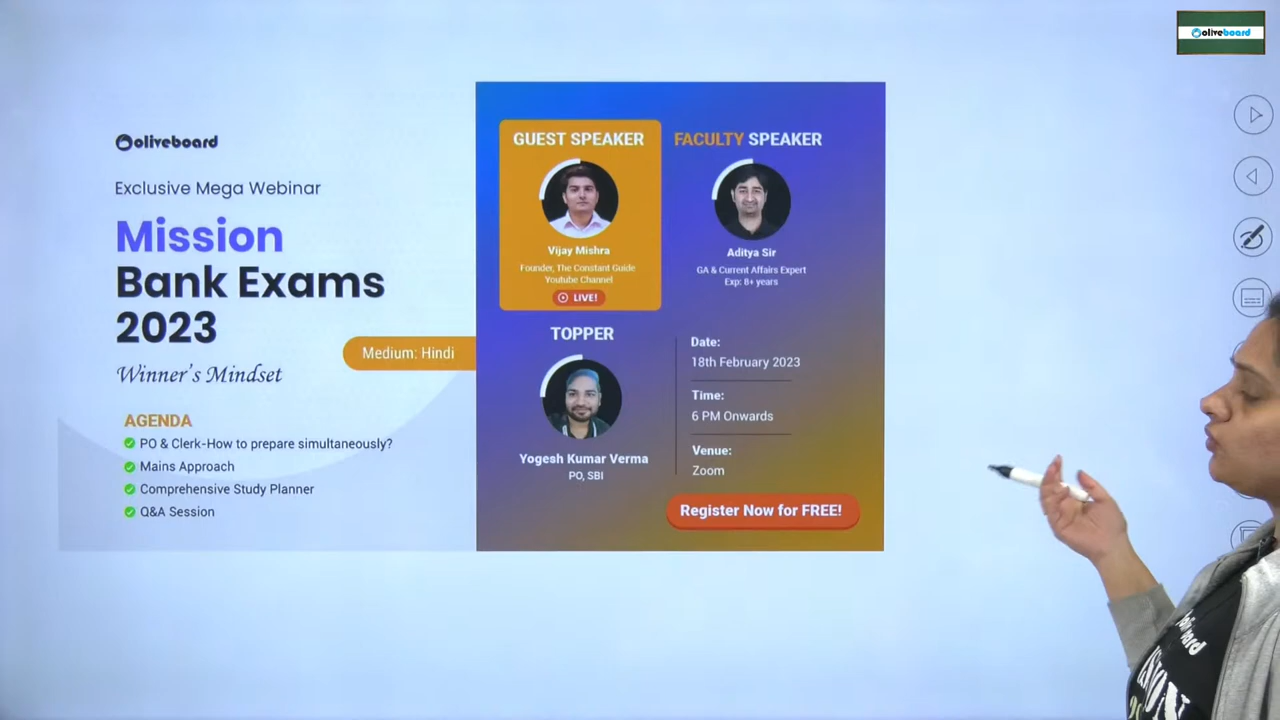 oliveboard
oliveboard
Exclusive Mega Webinar
Mission
Bank Exams
2023
Winner's Mindset
Medium: Hindi
AGENDA
PO & Clerk-How to prepare simultaneously?
Mains Approach
Comprehensive Study Planner
Q&A Session
GUEST SPEAKER
Vijay Mishra
Founder, The Constant Guide
Youtube Channel
LIVE!
FACULTY SPEAKER
Aditya Sir
GA & Current Affairs Expert
Exp: 8+ years
TOPPER
Yogesh Kumar Verma
PO, SBI
Date:
18th February 2023
Time:
6 PM Onwards
Venue:
Zoom
Register Now for FREE!